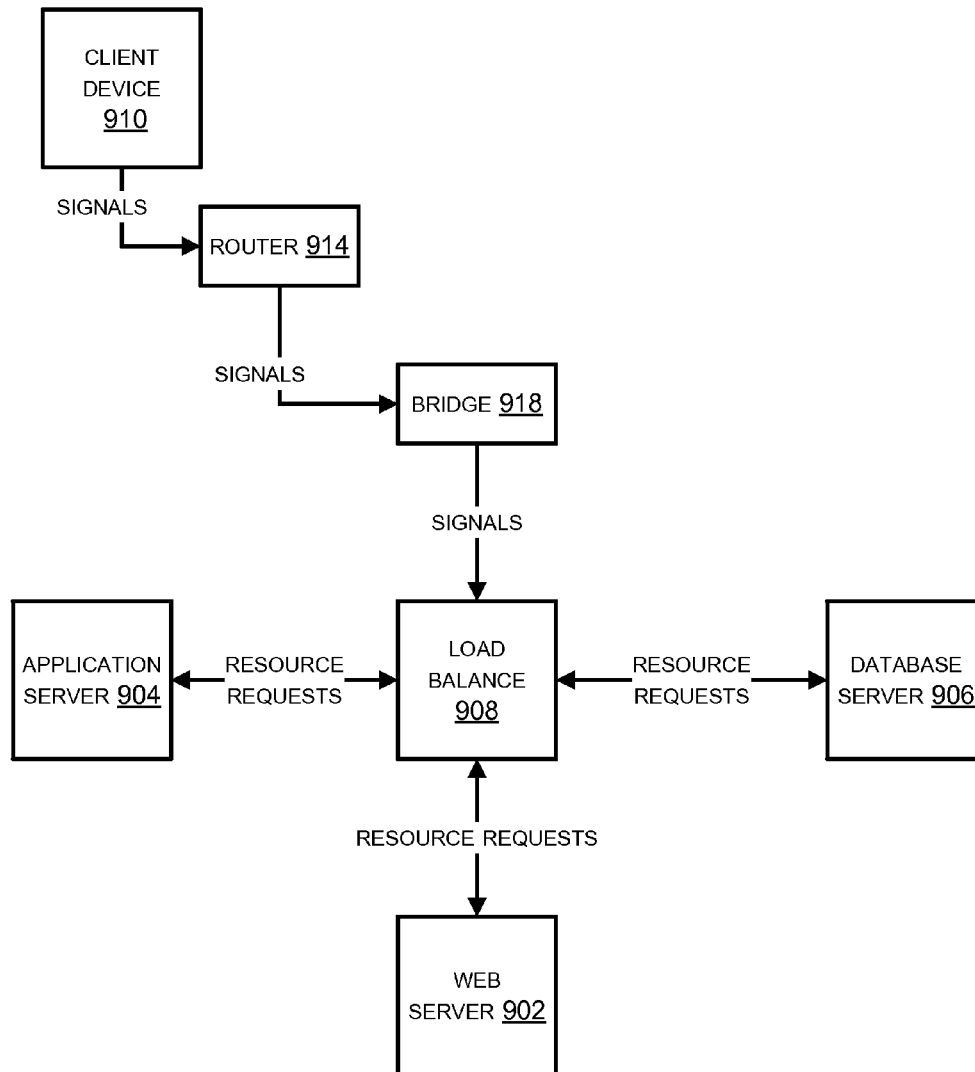 CLIENT
DEVICE
910
SIGNALS
ROUTER 914
SIGNALS
BRIDGE 918
SIGNALS
APPLICATION
SERVER 904
RESOURCE
REQUESTS
LOAD
BALANCE
908
RESOURCE
REQUESTS
DATABASE
SERVER 906
RESOURCE REQUESTS
WEB
SERVER 902